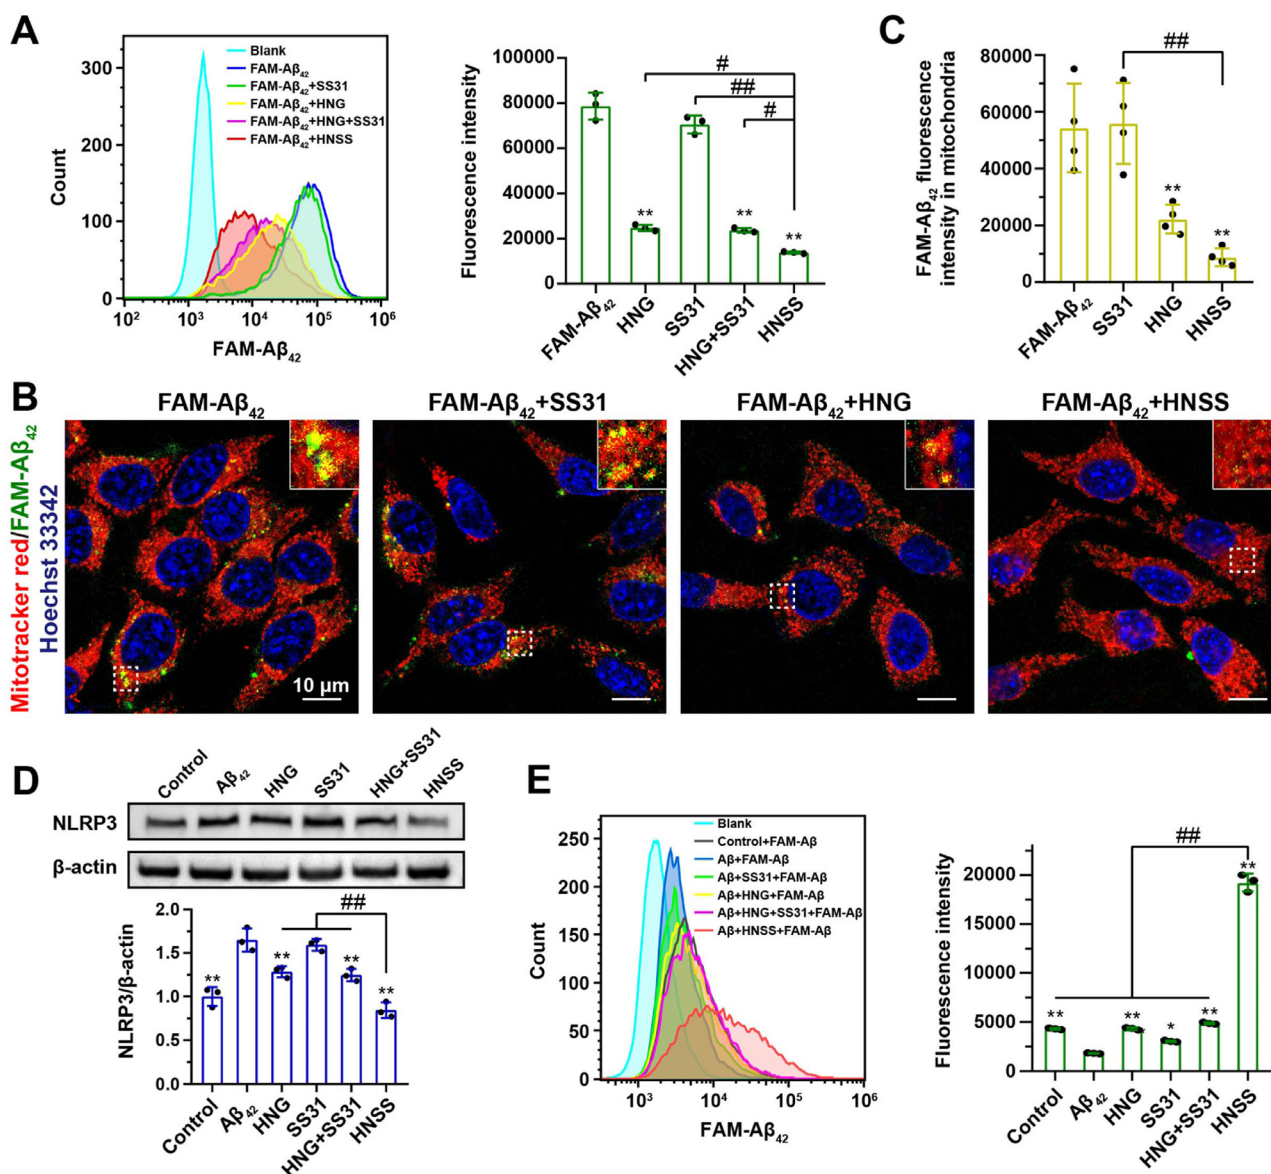 A
Count
300
200
100
0
10² 10³ 10⁴ 10⁵ 10⁶
FAM-Aβ₄₂
Blank
FAM-Aβ₄₂
FAM-Aβ₄₂+SS31
FAM-Aβ₄₂+HNG
FAM-Aβ₄₂+HNG+SS31
FAM-Aβ₄₂+HNSS
Fluorescence intensity
100000
80000
60000
40000
20000
0
#
##
#
** ** **
FAM-Aβ₄₂ HNG SS31 HNG+SS31 HNSS
C
FAM-Aβ₄₂ fluorescence
intensity in mitochondria
80000
60000
40000
20000
0
##
** **
FAM-Aβ₄₂ SS31 HNG HNSS
B
FAM-Aβ₄₂ FAM-Aβ₄₂+SS31 FAM-Aβ₄₂+HNG FAM-Aβ₄₂+HNSS
Mitotracker red/FAM-Aβ₄₂
Hoechst 33342
10 μm
D
Control Aβ₄₂ HNG SS31 HNG+SS31 HNSS
NLRP3
β-actin
NLRP3/β-actin
2.0
1.5
1.0
0.5
0.0
##
** ** ** **
Control Aβ₄₂ HNG SS31 HNG+SS31 HNSS
E
Count
250
200
150
100
50
0
10³ 10⁴ 10⁵ 10⁶
FAM-Aβ₄₂
Blank
Control+FAM-Aβ
Aβ+FAM-Aβ
Aβ+SS31+FAM-Aβ
Aβ+HNG+FAM-Aβ
Aβ+HNG+SS31+FAM-Aβ
Aβ+HNSS+FAM-Aβ
Fluorescence intensity
20000
15000
10000
5000
0
##
** ** * ** **
Control Aβ₄₂ HNG SS31 HNG+SS31 HNSS